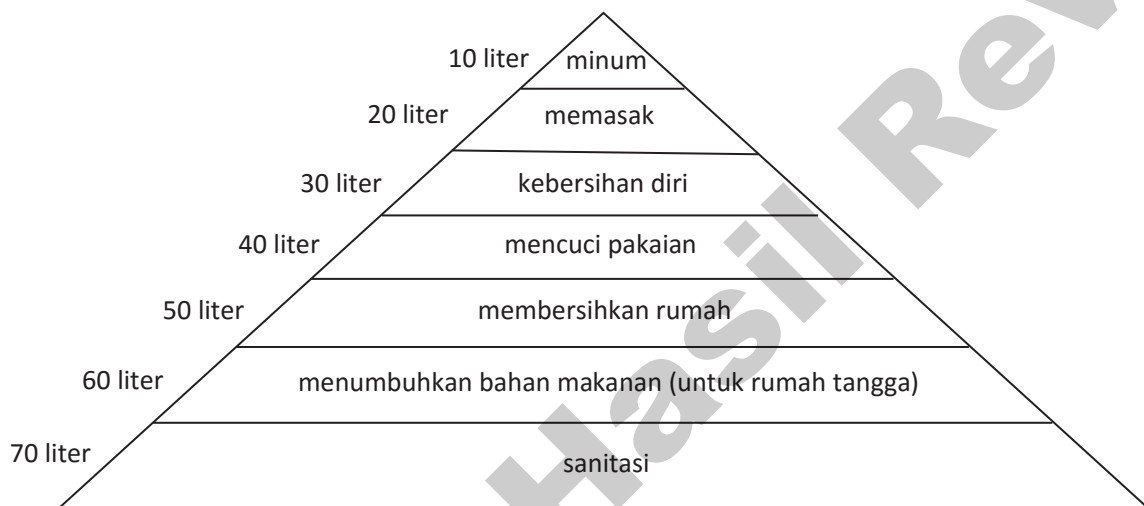 10 liter minum
20 liter memasak
30 liter kebersihan diri
40 liter mencuci pakaian
50 liter membersihkan rumah
60 liter menumbuhkan bahan makanan (untuk rumah tangga)
70 liter sanitasi
Hasil Rev